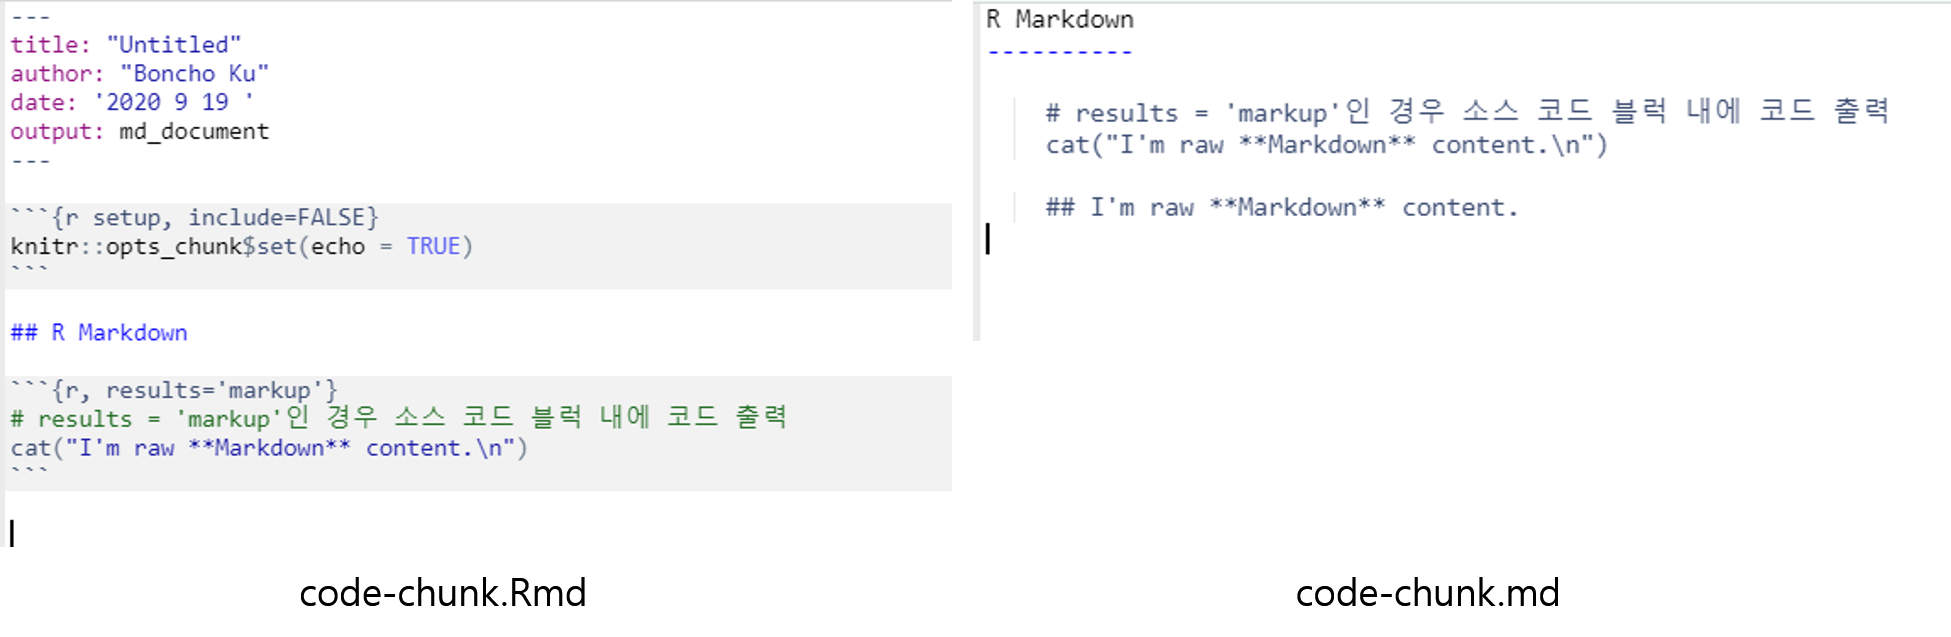 ---
title: "Untitled"
author: "Boncho Ku"
date: '2020 9 19 '
output: md_document
---
```{r setup, include=FALSE}
knitr::opts_chunk$set(echo = TRUE)
```
## R Markdown
```{r, results='markup'}
# results = 'markup'인 경우 소스 코드 블럭 내에 코드 출력
cat("I'm raw **Markdown** content.\n")
```
code-chunk.Rmd
R Markdown
----------
# results = 'markup'인 경우 소스 코드 블럭 내에 코드 출력
cat("I'm raw **Markdown** content.\n")
## I'm raw **Markdown** content.
code-chunk.md